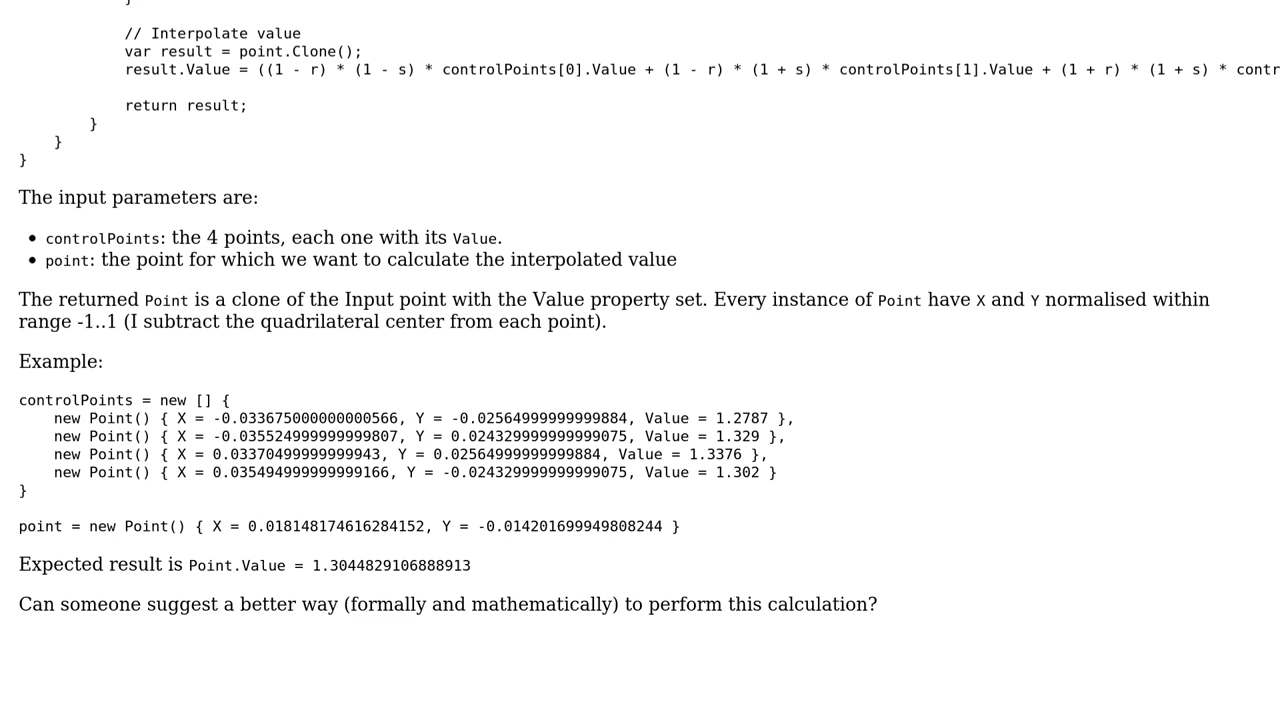 }
// Interpolate value
var result = point.Clone();
result.Value = ((1 - r) * (1 - s) * controlPoints[0].Value + (1 - r) * (1 + s) * controlPoints[1].Value + (1 + r) * (1 + s) * contr
return result;
}
}
}
The input parameters are:
• controlPoints: the 4 points, each one with its Value.
• point: the point for which we want to calculate the interpolated value
The returned Point is a clone of the Input point with the Value property set. Every instance of Point have X and Y normalised within
range -1..1 (I subtract the quadrilateral center from each point).
Example:
controlPoints = new [] {
new Point() { X = -0.033675000000000566, Y = -0.02564999999999884, Value = 1.2787 },
new Point() { X = -0.035524999999999807, Y = 0.024329999999999075, Value = 1.329 },
new Point() { X = 0.03370499999999943, Y = 0.02564999999999884, Value = 1.3376 },
new Point() { X = 0.035494999999999166, Y = -0.024329999999999075, Value = 1.302 }
}
point = new Point() { X = 0.018148174616284152, Y = -0.014201699949808244 }
Expected result is Point.Value = 1.3044829106888913
Can someone suggest a better way (formally and mathematically) to perform this calculation?